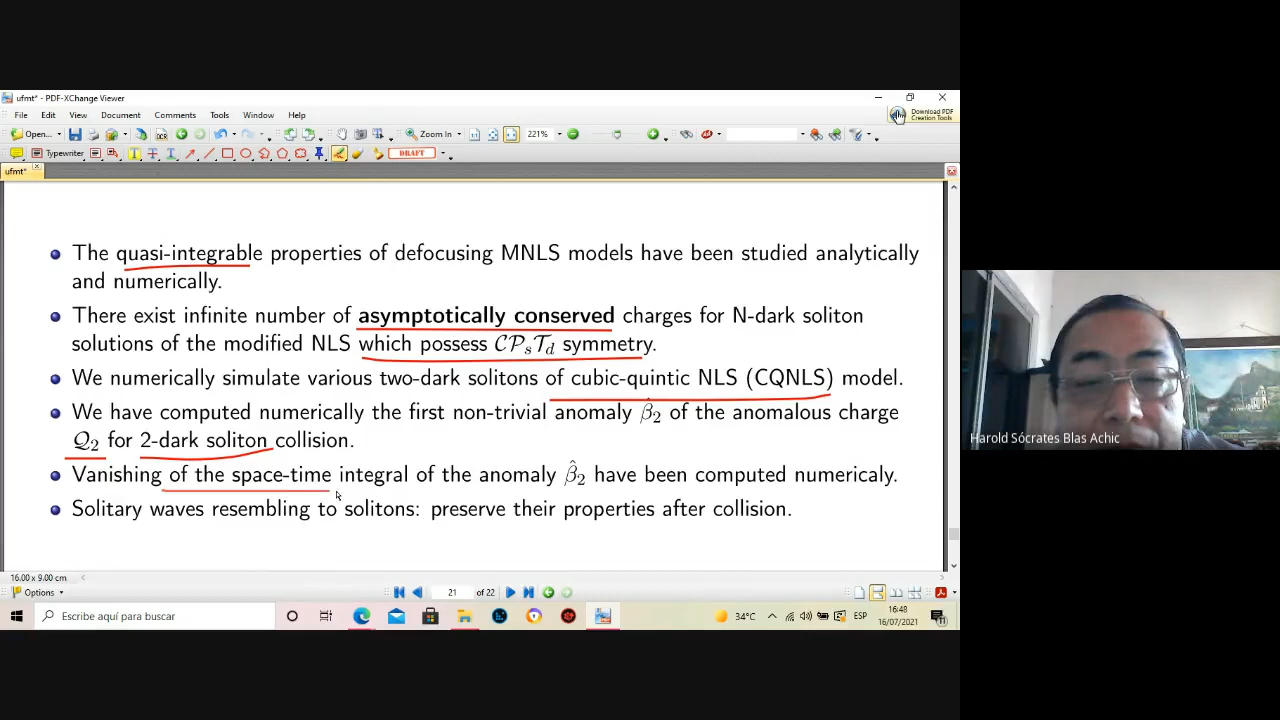 ufmt* - PDF-XChange Viewer
File Edit View Document Comments Tools Window Help
Download PDF
Creation Tools
Open...
OCR
Zoom In
221%
Typewriter
DRAFT
ufmt*
The quasi-integrable properties of defocusing MNLS models have been studied analytically
and numerically.
There exist infinite number of asymptotically conserved charges for N-dark soliton
solutions of the modified NLS which possess 𝒞𝒫ₛ𝒯_d symmetry.
We numerically simulate various two-dark solitons of cubic-quintic NLS (CQNLS) model.
We have computed numerically the first non-trivial anomaly β̂₂ of the anomalous charge
𝒬₂ for 2-dark soliton collision.
Vanishing of the space-time integral of the anomaly β̂₂ have been computed numericaly.
Solitary waves resembling to solitons: preserve their properties after collision.
Harold Sócrates Blas Achic
16.00 x 9.00 cm
Options
21 of 22
Escribe aquí para buscar
34°C
ESP
16:48
16/07/2021